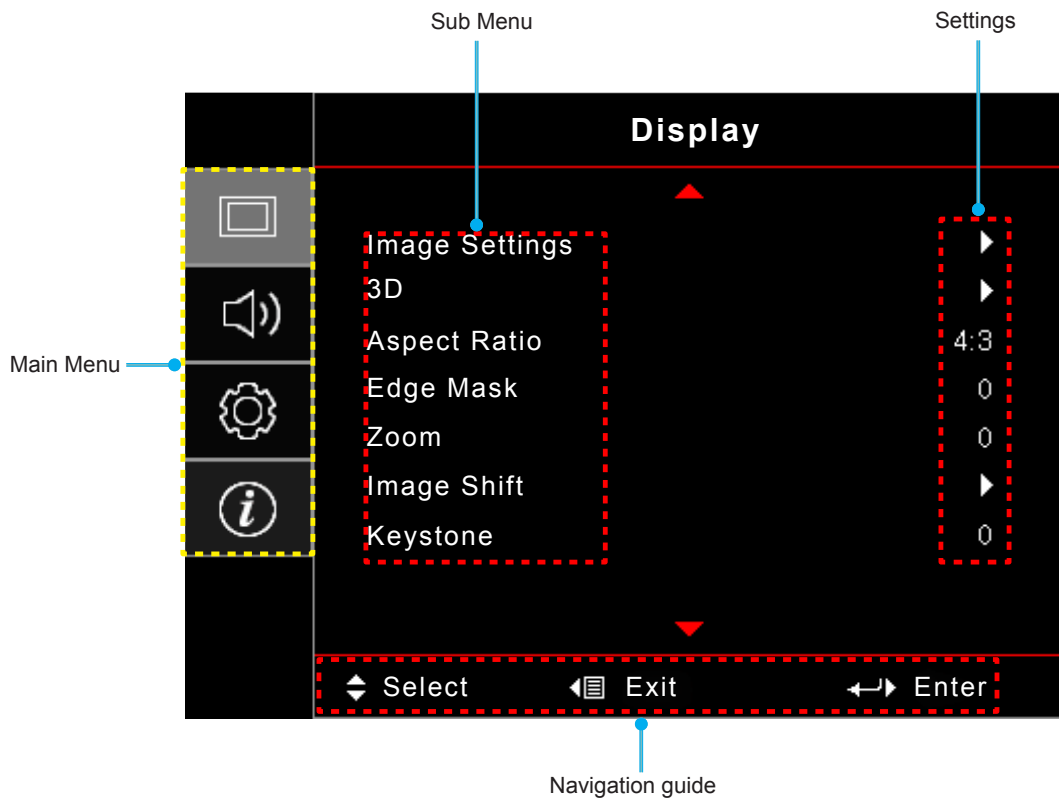 Sub Menu
Settings
Display
Image Settings
3D
Aspect Ratio 4:3
Edge Mask 0
Zoom 0
Image Shift
Keystone 0
Main Menu
Select Exit Enter
Navigation guide